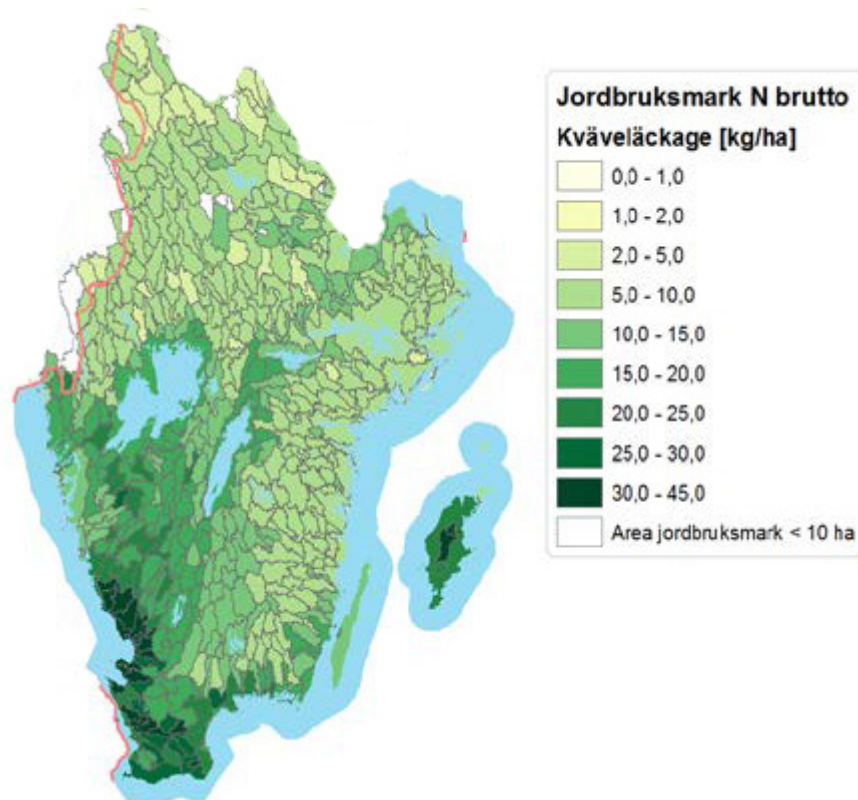 Jordbruksmark N brutto
Kväveläckage [kg/ha]
0,0 - 1,0
1,0 - 2,0
2,0 - 5,0
5,0 - 10,0
10,0 - 15,0
15,0 - 20,0
20,0 - 25,0
25,0 - 30,0
30,0 - 45,0
Area jordbruksmark < 10 ha